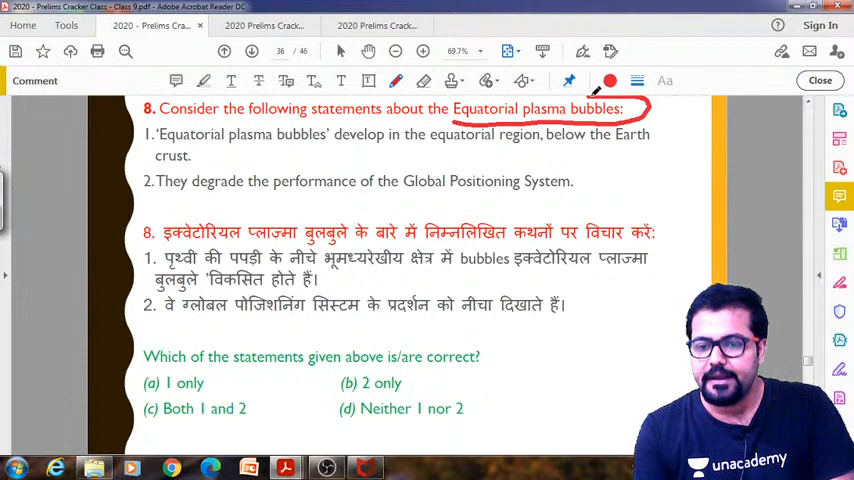 2020 - Prelims Cracker Class - Class 9.pdf - Adobe Acrobat Reader DC
Home Tools 2020 - Prelims Cra... × 2020 - Prelims Crack... 2020 - Prelims Crack... Sign In
36 / 46 69.7%
Comment Aa Close
8. Consider the following statements about the Equatorial plasma bubbles:
1.‘Equatorial plasma bubbles’ develop in the equatorial region, below the Earth
crust.
2.They degrade the performance of the Global Positioning System.
8. इक्वेटोरियल प्लाज्मा बुलबुले के बारे में निम्नलिखित कथनों पर विचार करें:
1. पृथ्वी की पपड़ी के नीचे भूमध्यरेखीय क्षेत्र में bubbles इक्वेटोरियल प्लाज्मा
बुलबुले 'विकसित होते हैं।
2. वे ग्लोबल पोजिशनिंग सिस्टम के प्रदर्शन को नीचा दिखाते हैं।
Which of the statements given above is/are correct?
(a) 1 only (b) 2 only
(c) Both 1 and 2 (d) Neither 1 nor 2
unacademy